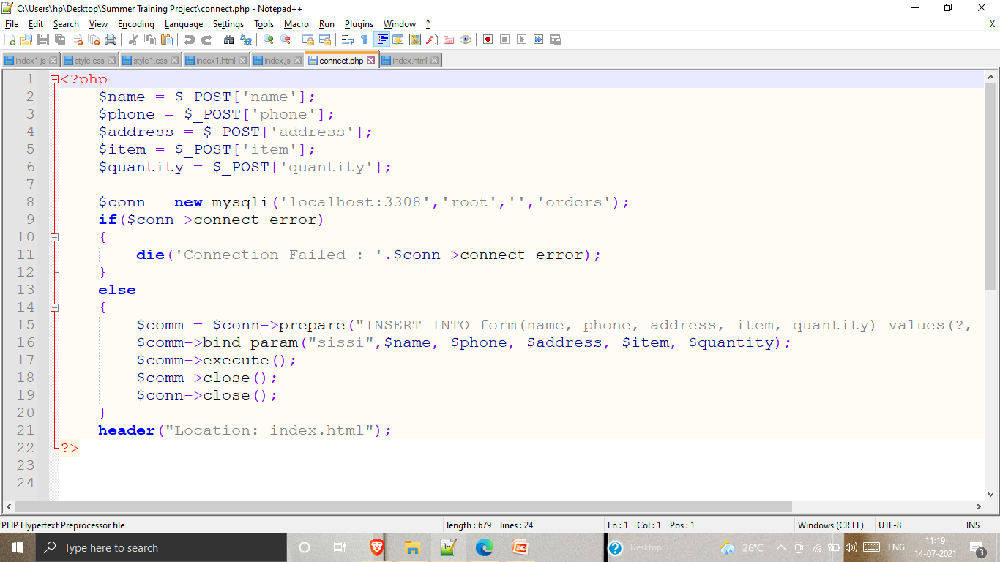 C:\Users\hp\Desktop\Summer Training Project\connect.php - Notepad++
File Edit Search View Encoding Language Settings Tools Macro Run Plugins Window ? X
index1.js style.css style1.css index1.html index.js connect.php index.html
1 <?php
2 $name = $_POST['name'];
3 $phone = $_POST['phone'];
4 $address = $_POST['address'];
5 $item = $_POST['item'];
6 $quantity = $_POST['quantity'];
7
8 $conn = new mysqli('localhost:3308','root','','orders');
9 if($conn->connect_error)
10 {
11 die('Connection Failed : '.$conn->connect_error);
12 }
13 else
14 {
15 $comm = $conn->prepare("INSERT INTO form(name, phone, address, item, quantity) values(?,
16 $comm->bind_param("sissi",$name, $phone, $address, $item, $quantity);
17 $comm->execute();
18 $comm->close();
19 $conn->close();
20 }
21 header("Location: index.html");
22 ?>
23
24
PHP Hypertext Preprocessor file length : 679 lines : 24 Ln : 1 Col : 1 Pos : 1 Windows (CR LF) UTF-8 INS
Type here to search Desktop 26°C ENG 11:19
14-07-2021 3